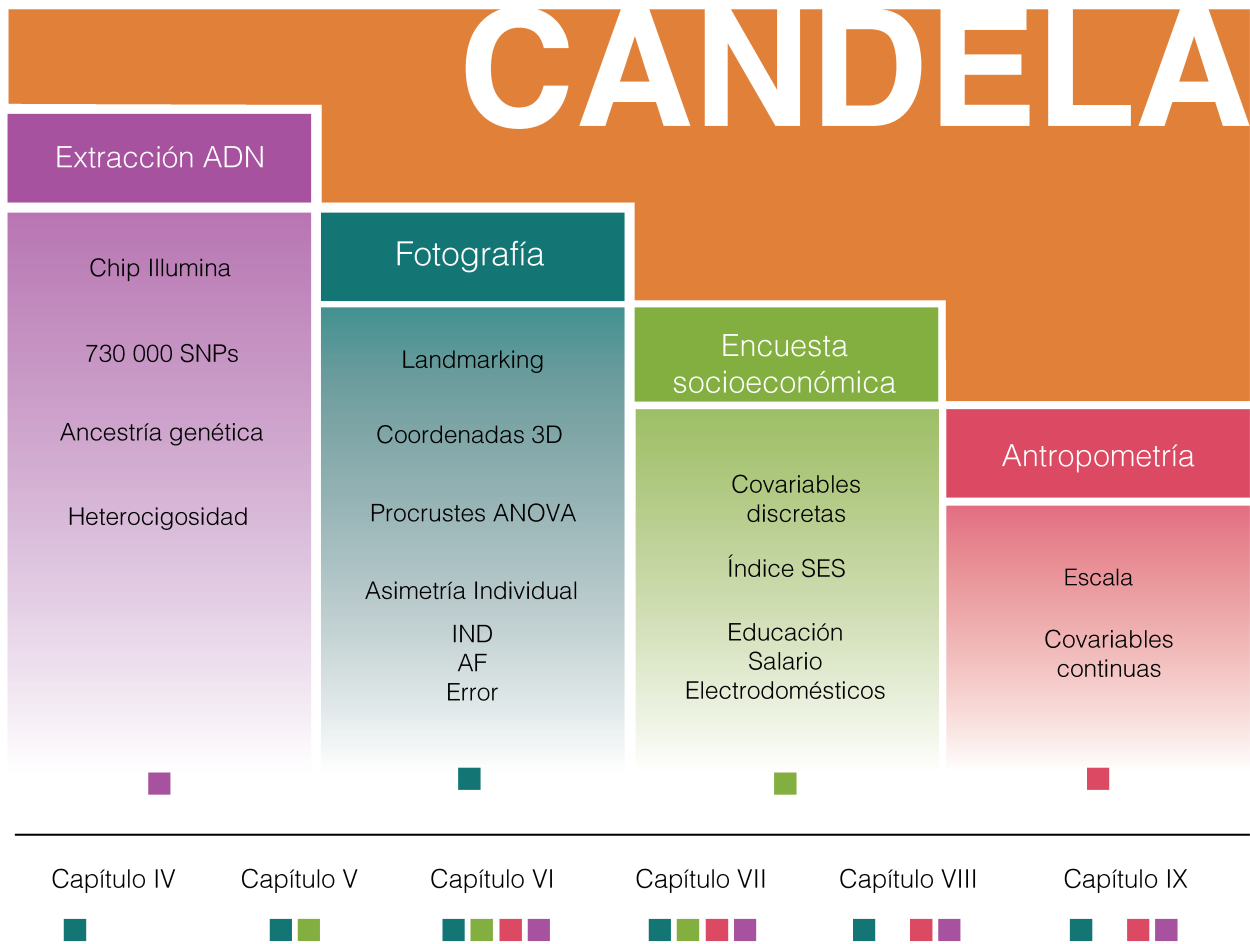 CANDELA
Extracción ADN
Chip Illumina
730 000 SNPs
Ancestría genética
Heterocigosidad
Fotografía
Landmarking
Coordenadas 3D
Procrustes ANOVA
Asimetría Individual
IND
AF
Error
Encuesta
socioeconómica
Covariables
discretas
Índice SES
Educación
Salario
Electrodomésticos
Antropometría
Escala
Covariables
continuas
Capítulo IV
Capítulo V
Capítulo VI
Capítulo VII
Capítulo VIII
Capítulo IX